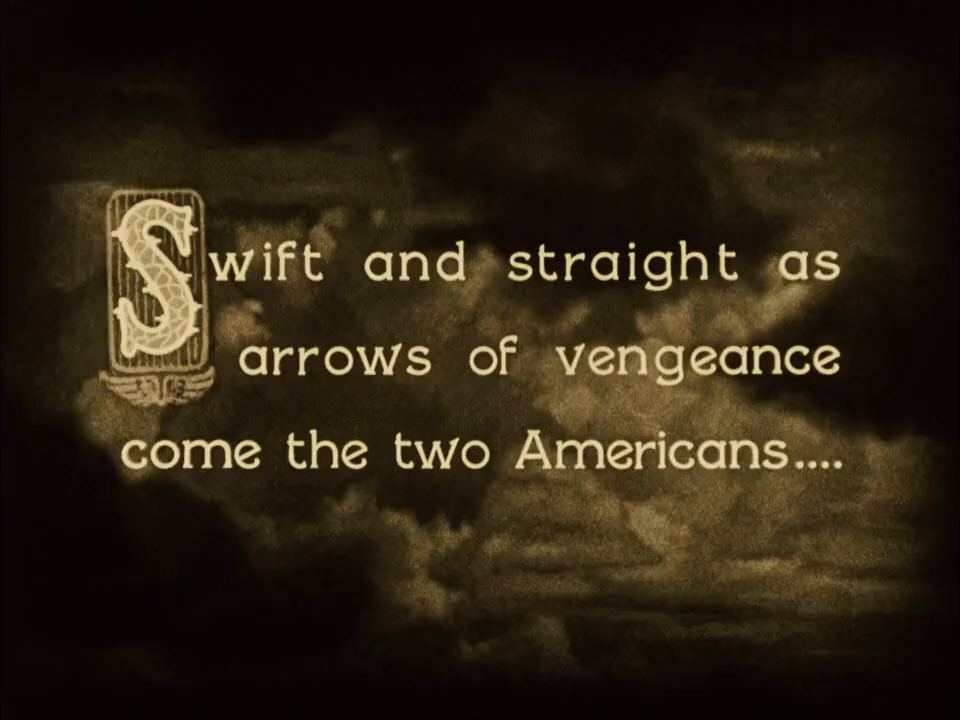 Swift and straight as
arrows of vengeance
come the two Americans....